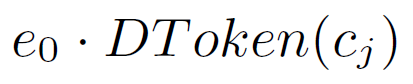 e₀ · DToken(cⱼ)